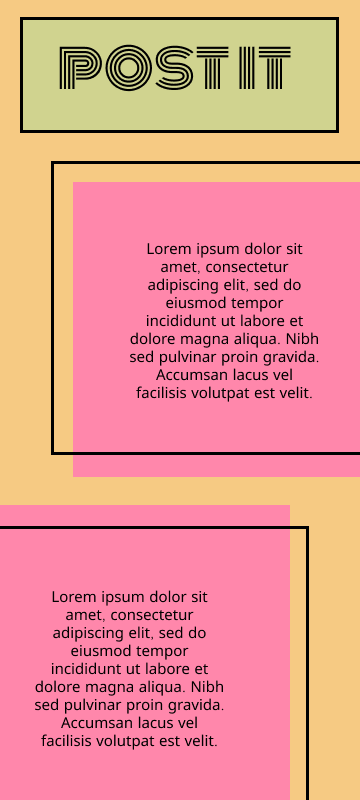 POST IT
Lorem ipsum dolor sit
amet, consectetur
adipiscing elit, sed do
eiusmod tempor
incididunt ut labore et
dolore magna aliqua. Nibh
sed pulvinar proin gravida.
Accumsan lacus vel
facilisis volutpat est velit.
Lorem ipsum dolor sit
amet, consectetur
adipiscing elit, sed do
eiusmod tempor
incididunt ut labore et
dolore magna aliqua. Nibh
sed pulvinar proin gravida.
Accumsan lacus vel
facilisis volutpat est velit.